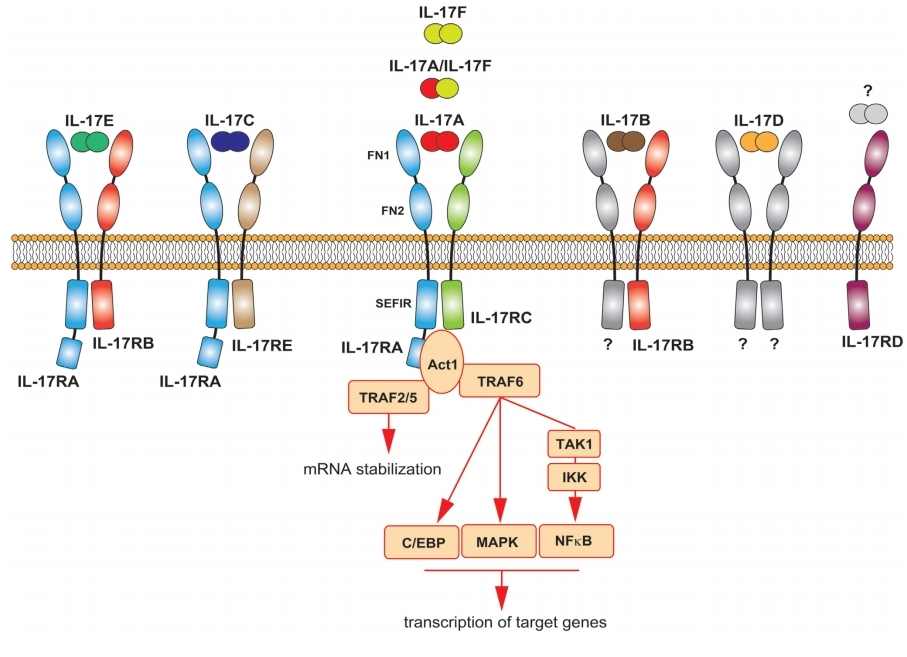 IL-17F
IL-17A/IL-17F
?
IL-17E
IL-17C
IL-17A
IL-17B
IL-17D
FN1
FN2
SEFIR
IL-17RC
IL-17RB
IL-17RE
IL-17RA
?
IL-17RB
?
?
IL-17RD
IL-17RA
IL-17RA
Act1
TRAF6
TRAF2/5
TAK1
mRNA stabilization
IKK
C/EBP
MAPK
NFκB
transcription of target genes